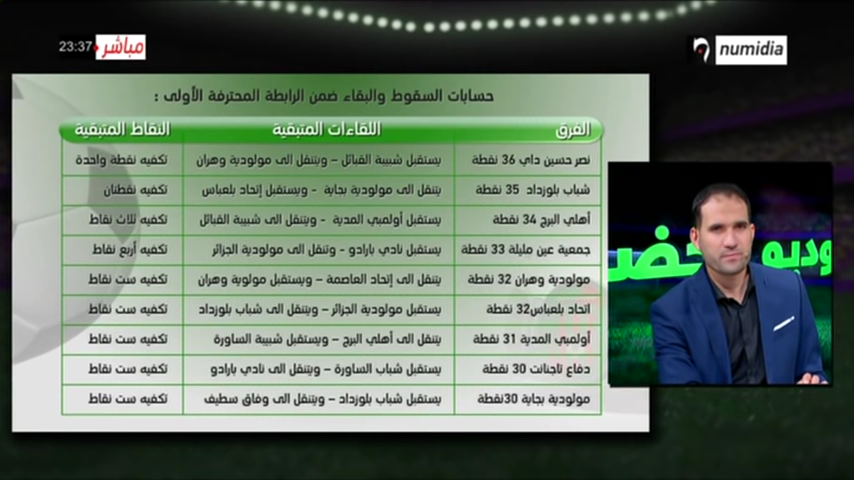 23:37
مباشر
numidia
حسابات السقوط والبقاء ضمن الرابطة المحترفة الأولى :
الفرق اللقاءات المتبقية النقاط المتبقية
نصر حسين داي 36 نقطة يستقبل شبيبة القبائل – ويتنقل الى مولودية وهران تكفيه نقطة واحدة
شباب بلوزداد 35 نقطة يتنقل الى مولودية بجاية - ويستقبل إتحاد بلعباس تكفيه نقطتان
أهلي البرج 34 نقطة يستقبل أولمبي المدية - ويتنقل الى شبيبة القبائل تكفيه ثلاث نقاط
جمعية عين مليلة 33 نقطة يستقبل نادي بارادو - وتنقل الى مولودية الجزائر تكفيه أربع نقاط
مولودية وهران 32 نقطة يتنقل إلى إتحاد العاصمة – ويستقبل مولوية وهران تكفيه ست نقاط
اتحاد بلعباس32 نقطة يستقبل مولودية الجزائر – ويتنقل الى شباب بلوزداد تكفيه ست نقاط
أولمبي المدية 31 نقطة يتنقل إلى أهلي البرج – ويستقبل شبيبة الساورة تكفيه ست نقاط
دفاع تاجنانت 30 نقطة يستقبل شباب الساورة – ويتنقل الى نادي بارادو تكفيه ست نقاط
مولودية بجاية 30نقطة يستقبل شباب بلوزداد – ويتنقل الى وفاق سطيف تكفيه ست نقاط